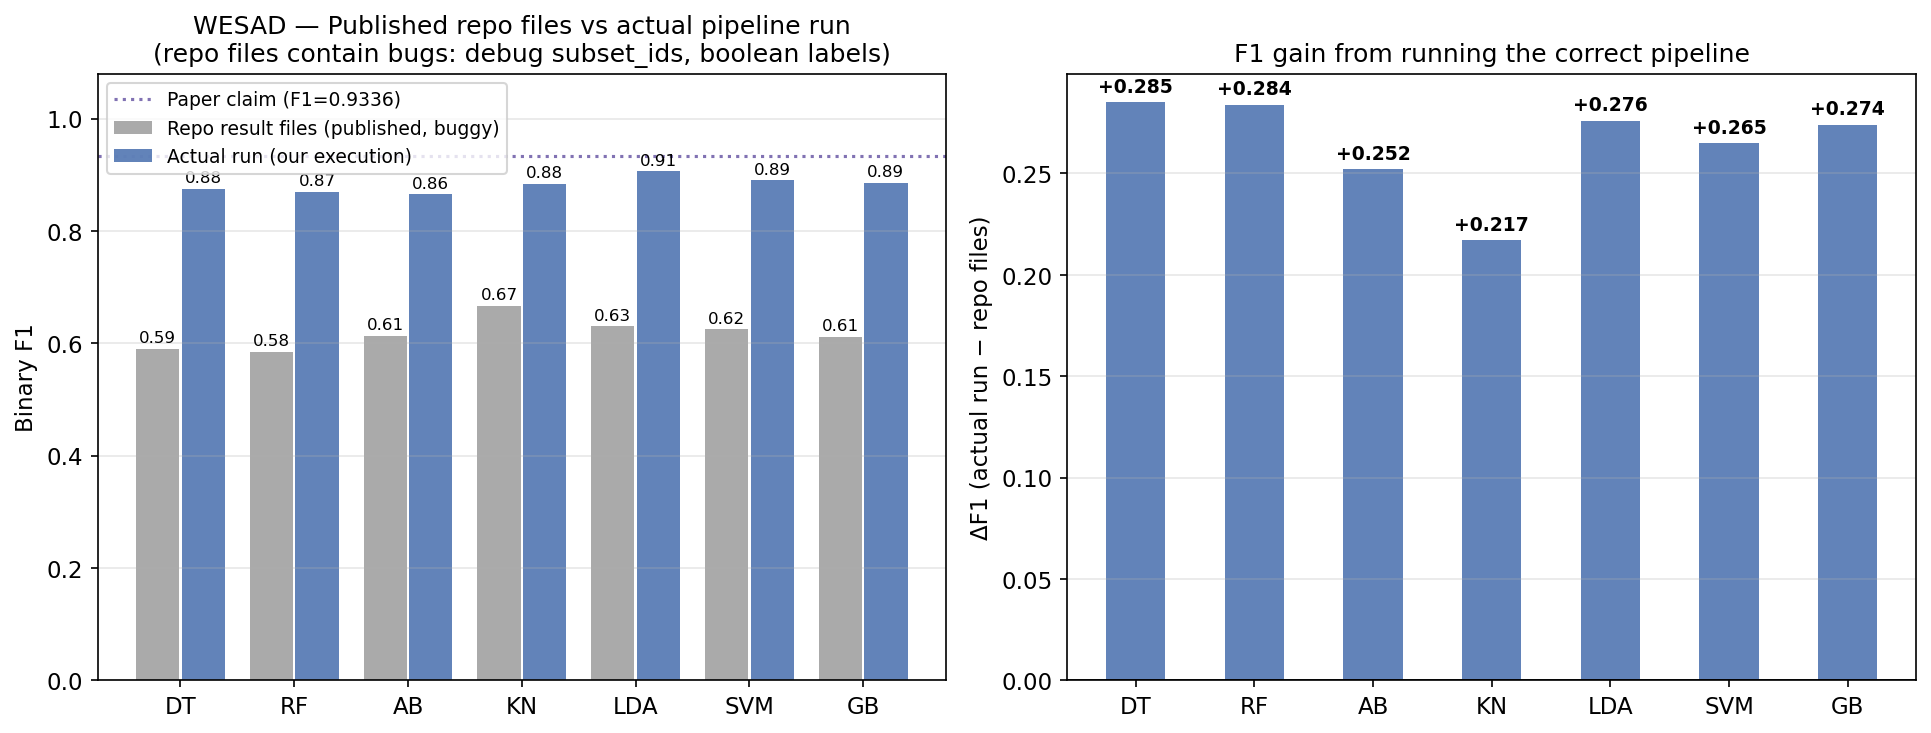 WESAD — Published repo files vs actual pipeline run
(repo files contain bugs: debug subset_ids, boolean labels)
Paper claim (F1=0.9336)
Repo result files (published, buggy)
Actual run (our execution)
Binary F1
1.0
0.8
0.6
0.4
0.2
0.0
0.59
0.88
0.58
0.87
0.61
0.86
0.67
0.88
0.63
0.91
0.62
0.89
0.61
0.89
DT
RF
AB
KN
LDA
SVM
GB
F1 gain from running the correct pipeline
ΔF1 (actual run − repo files)
0.25
0.20
0.15
0.10
0.05
0.00
+0.285
+0.284
+0.252
+0.217
+0.276
+0.265
+0.274
DT
RF
AB
KN
LDA
SVM
GB